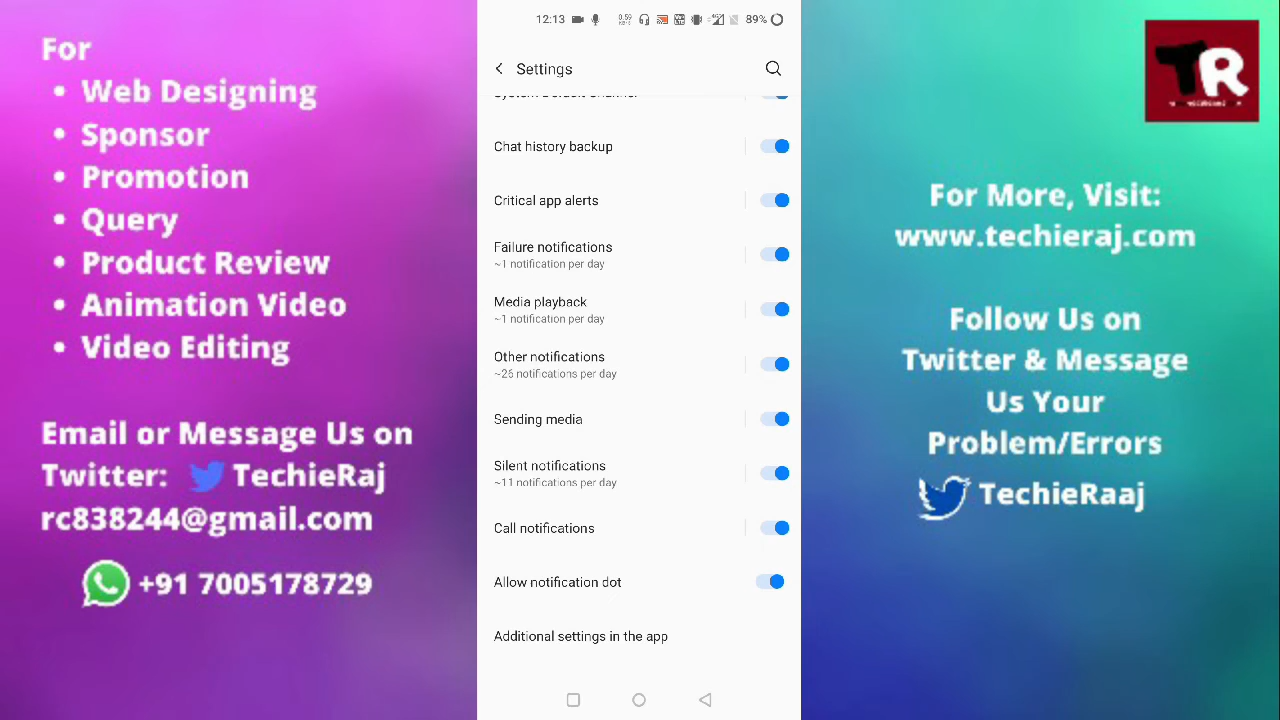 For
• Web Designing
• Sponsor
• Promotion
• Query
• Product Review
• Animation Video
• Video Editing
Email or Message Us on
Twitter: TechieRaj
rc838244@gmail.com
+91 7005178729
12:13
89%
Settings
Chat history backup
Critical app alerts
Failure notifications
~1 notification per day
Media playback
~1 notification per day
Other notifications
~26 notifications per day
Sending media
Silent notifications
~11 notifications per day
Call notifications
Allow notification dot
Additional settings in the app
TR
For More, Visit:
www.techieraj.com
Follow Us on
Twitter & Message
Us Your
Problem/Errors
TechieRaaj